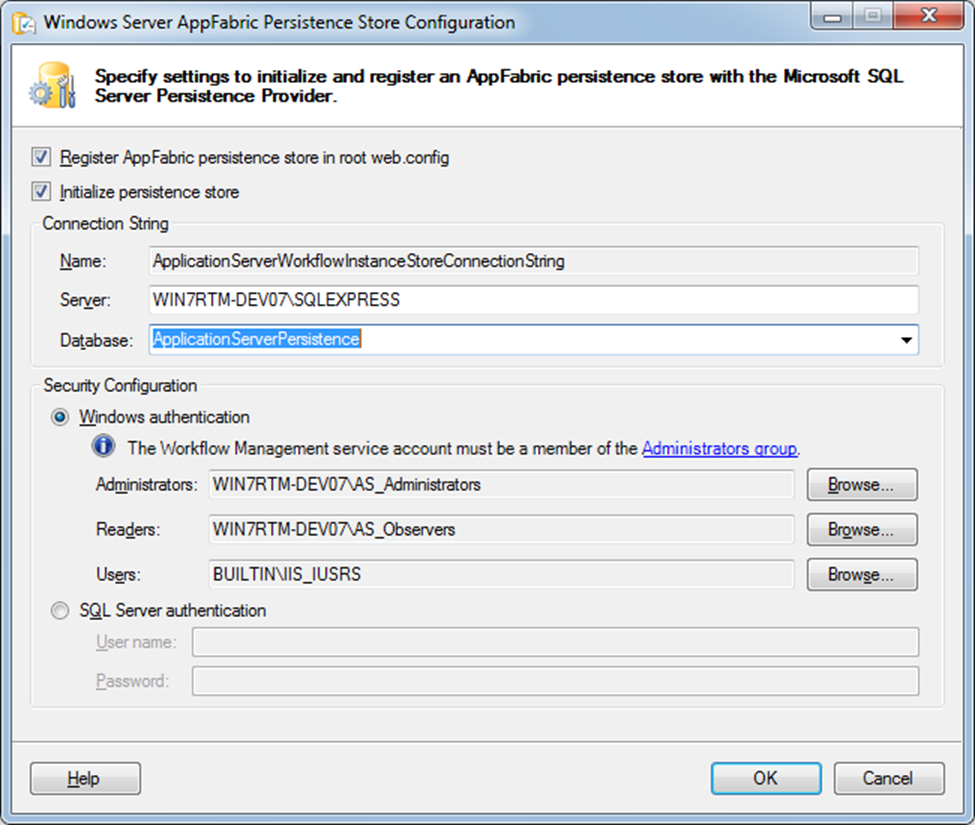 Windows Server AppFabric Persistence Store Configuration
Specify settings to initialize and register an AppFabric persistence store with the Microsoft SQL
Server Persistence Provider.
Register AppFabric persistence store in root web.config
Initialize persistence store
Connection String
Name: ApplicationServerWorkflowInstanceStoreConnectionString
Server: WIN7RTM-DEV07\SQLEXPRESS
Database: ApplicationServerPersistence
Security Configuration
Windows authentication
The Workflow Management service account must be a member of the Administrators group.
Administrators: WIN7RTM-DEV07\AS_Administrators Browse...
Readers: WIN7RTM-DEV07\AS_Observers Browse...
Users: BUILTIN\IIS_IUSRS Browse...
SQL Server authentication
User name:
Password:
Help OK Cancel